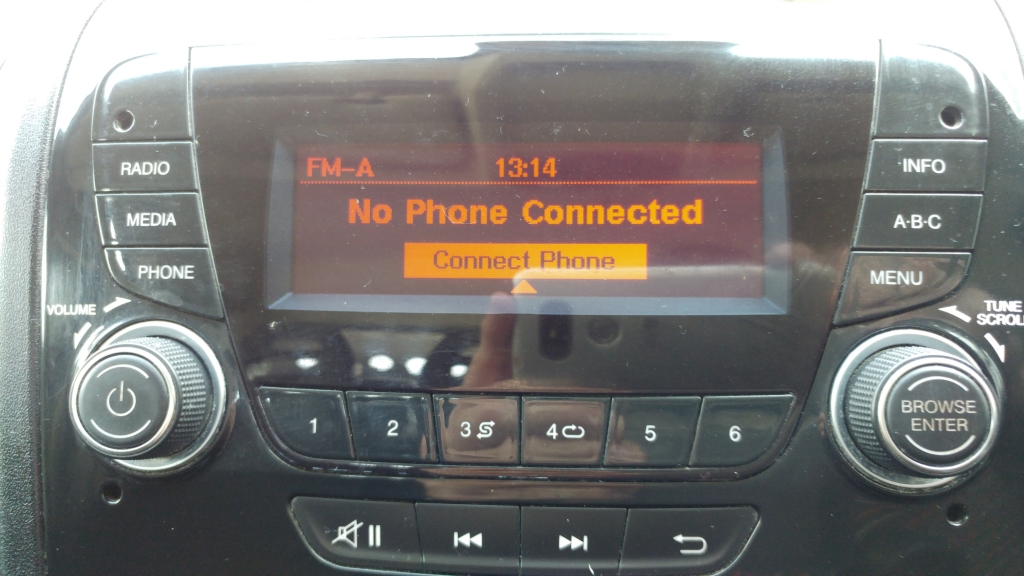 RADIO
MEDIA
PHONE
VOLUME
FM-A 13:14
No Phone Connected
Connect Phone
INFO
A·B·C
MENU
TUNE
SCROLL
BROWSE
ENTER
1 2 3 4 5 6